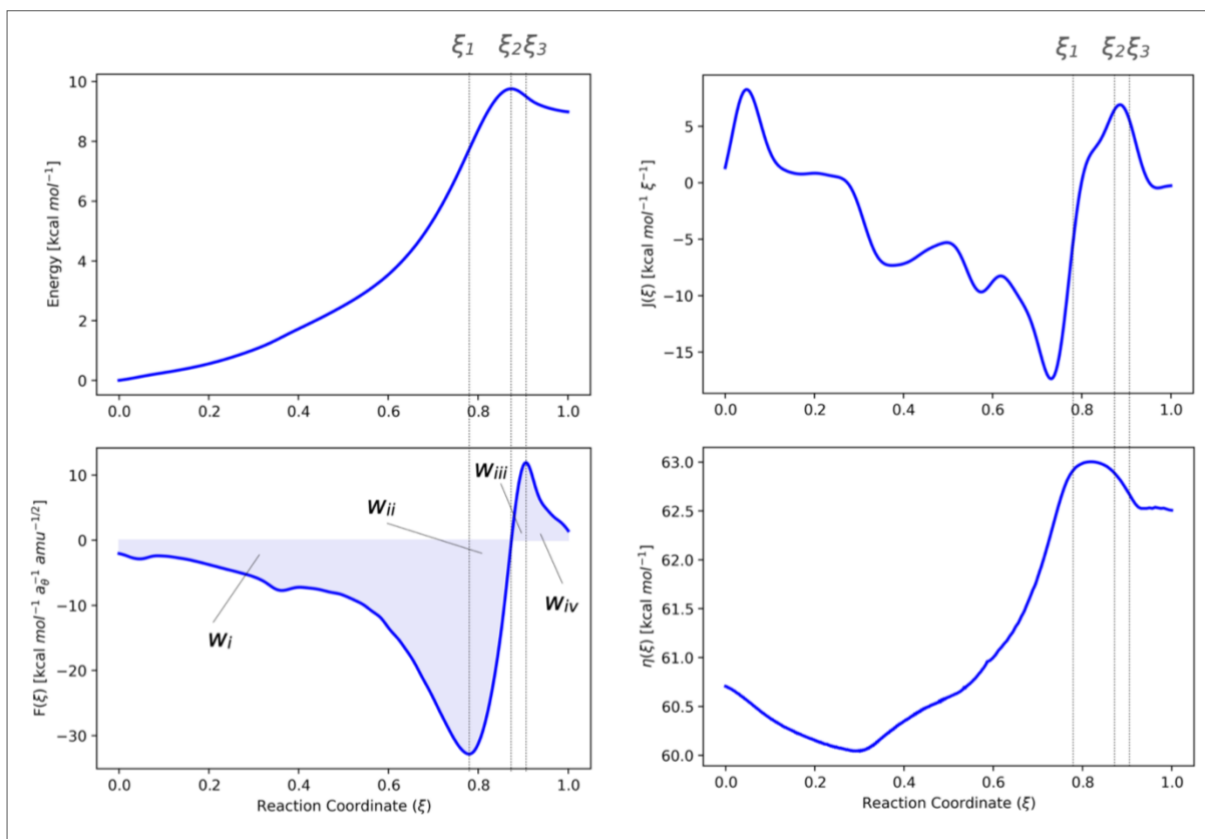 ξ1 ξ2 ξ3
Energy [kcal mol⁻¹]
10
8
6
4
2
0
0.0 0.2 0.4 0.6 0.8 1.0
ξ1 ξ2 ξ3
J(ξ) [kcal mol⁻¹ ξ⁻¹]
5
0
−5
−10
−15
0.0 0.2 0.4 0.6 0.8 1.0
F(ξ) [kcal mol⁻¹ a₀⁻¹ amu⁻¹ᐟ²]
10
0
−10
−20
−30
Wiii
Wii
Wiv
Wi
0.0 0.2 0.4 0.6 0.8 1.0
Reaction Coordinate (ξ)
η(ξ) [kcal mol⁻¹]
63.0
62.5
62.0
61.5
61.0
60.5
60.0
0.0 0.2 0.4 0.6 0.8 1.0
Reaction Coordinate (ξ)